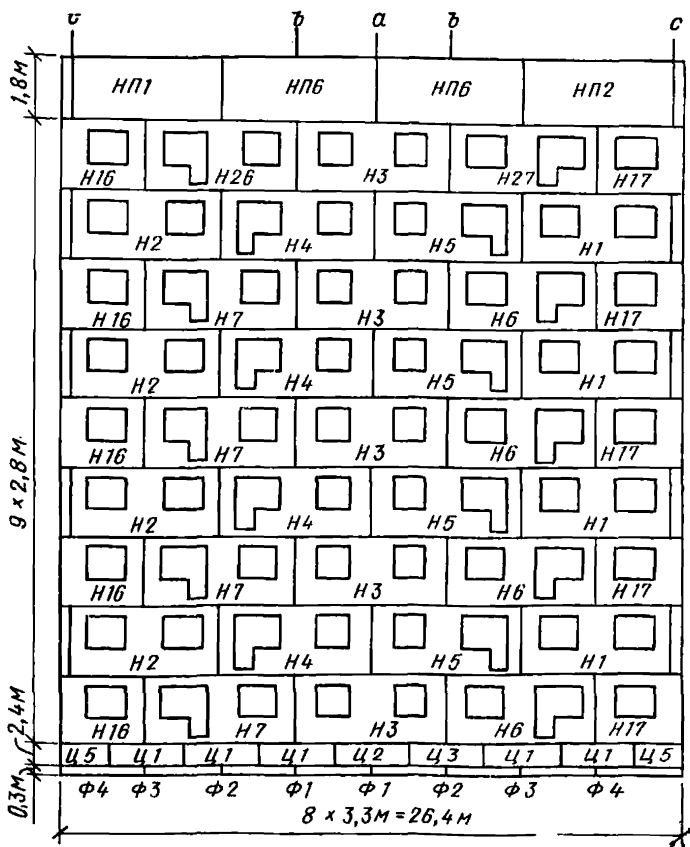 с в а в с
1,8м
НП1 НП6 НП6 НП2
Н16 Н26 Н3 Н27 Н17
Н2 Н4 Н5 Н1
Н16 Н7 Н3 Н6 Н17
Н2 Н4 Н5 Н1
9 × 2,8м
Н16 Н7 Н3 Н6 Н17
Н2 Н4 Н5 Н1
Н16 Н7 Н3 Н6 Н17
Н2 Н4 Н5 Н1
2,4м
Н16 Н7 Н3 Н6 Н17
Ц5 Ц1 Ц1 Ц1 Ц2 Ц3 Ц1 Ц1 Ц5
0,3м
Ф4 Ф3 Ф2 Ф1 Ф1 Ф2 Ф3 Ф4
8 × 3,3м = 26,4м